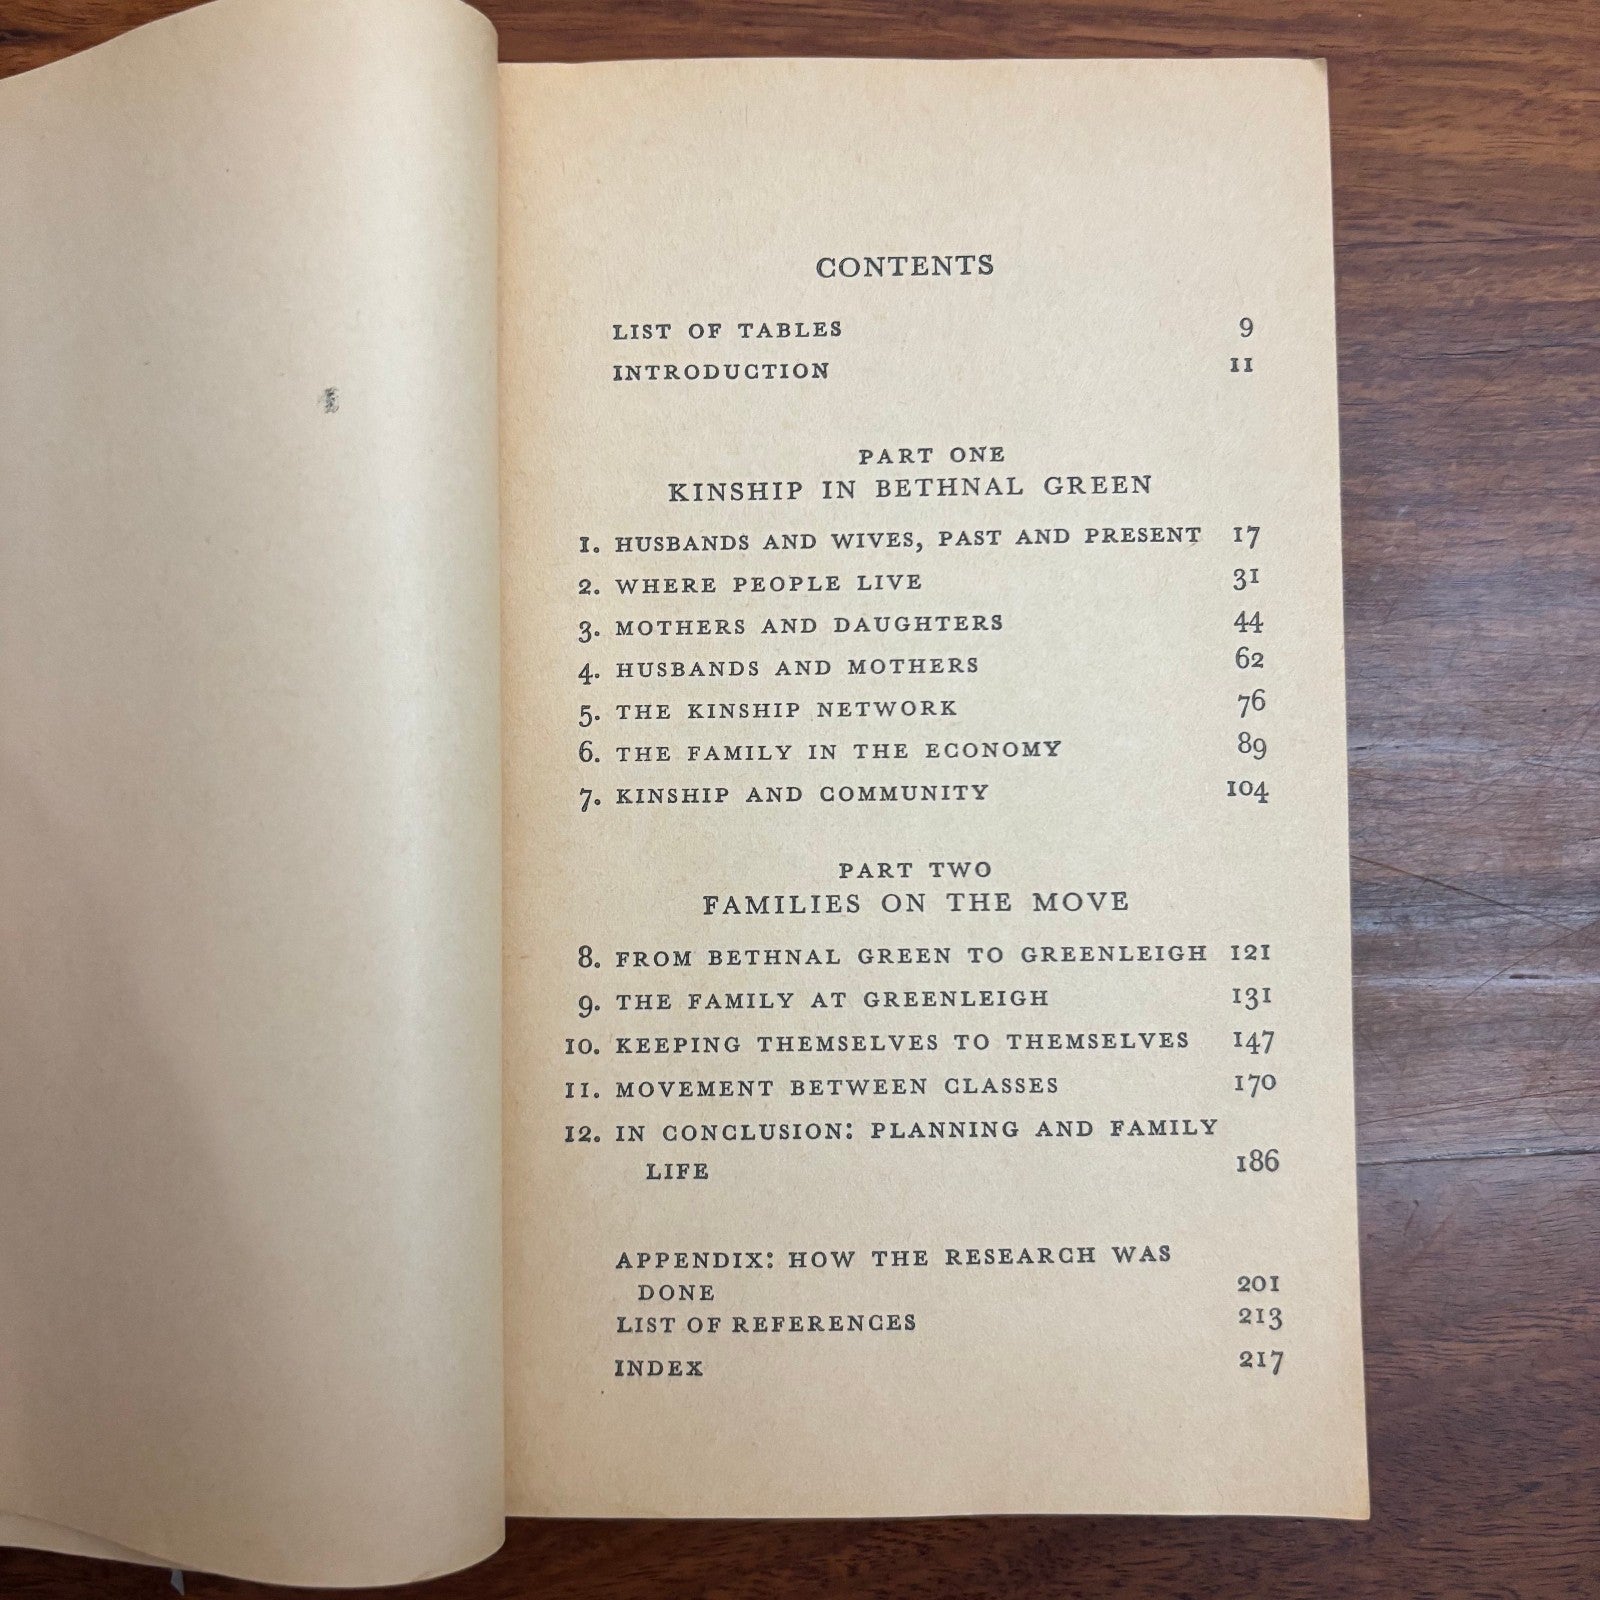 CONTENTS
LIST OF TABLES 9
INTRODUCTION 11
PART ONE
KINSHIP IN BETHNAL GREEN
1. HUSBANDS AND WIVES, PAST AND PRESENT 17
2. WHERE PEOPLE LIVE 31
3. MOTHERS AND DAUGHTERS 44
4. HUSBANDS AND MOTHERS 62
5. THE KINSHIP NETWORK 76
6. THE FAMILY IN THE ECONOMY 89
7. KINSHIP AND COMMUNITY 104
PART TWO
FAMILIES ON THE MOVE
8. FROM BETHNAL GREEN TO GREENLEIGH 121
9. THE FAMILY AT GREENLEIGH 131
10. KEEPING THEMSELVES TO THEMSELVES 147
11. MOVEMENT BETWEEN CLASSES 170
12. IN CONCLUSION: PLANNING AND FAMILY
LIFE 186
APPENDIX: HOW THE RESEARCH WAS
DONE 201
LIST OF REFERENCES 213
INDEX 217